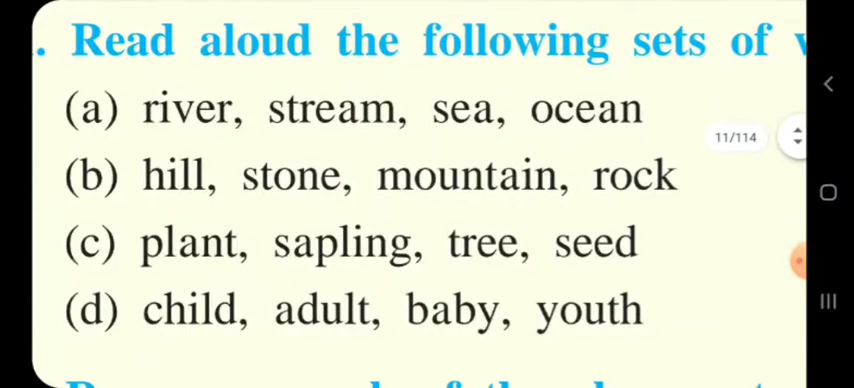 . Read aloud the following sets of
(a) river, stream, sea, ocean
11/114
(b) hill, stone, mountain, rock
(c) plant, sapling, tree, seed
(d) child, adult, baby, youth